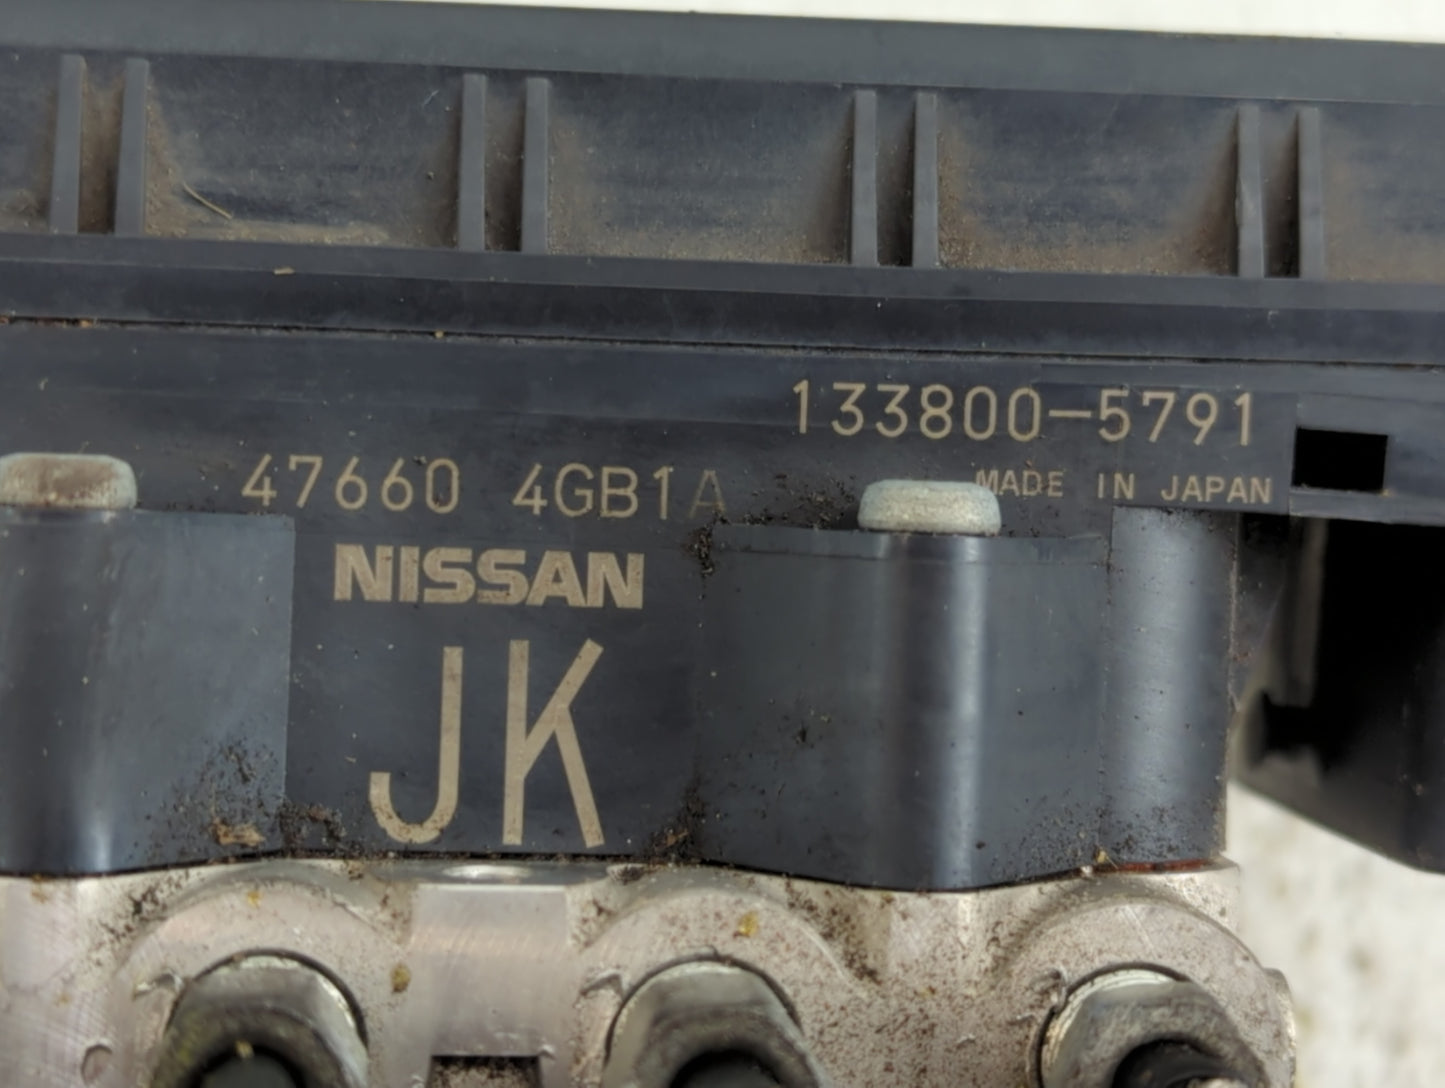 133800-5791
47660 4GB1A
MADE IN JAPAN
NISSAN
JK